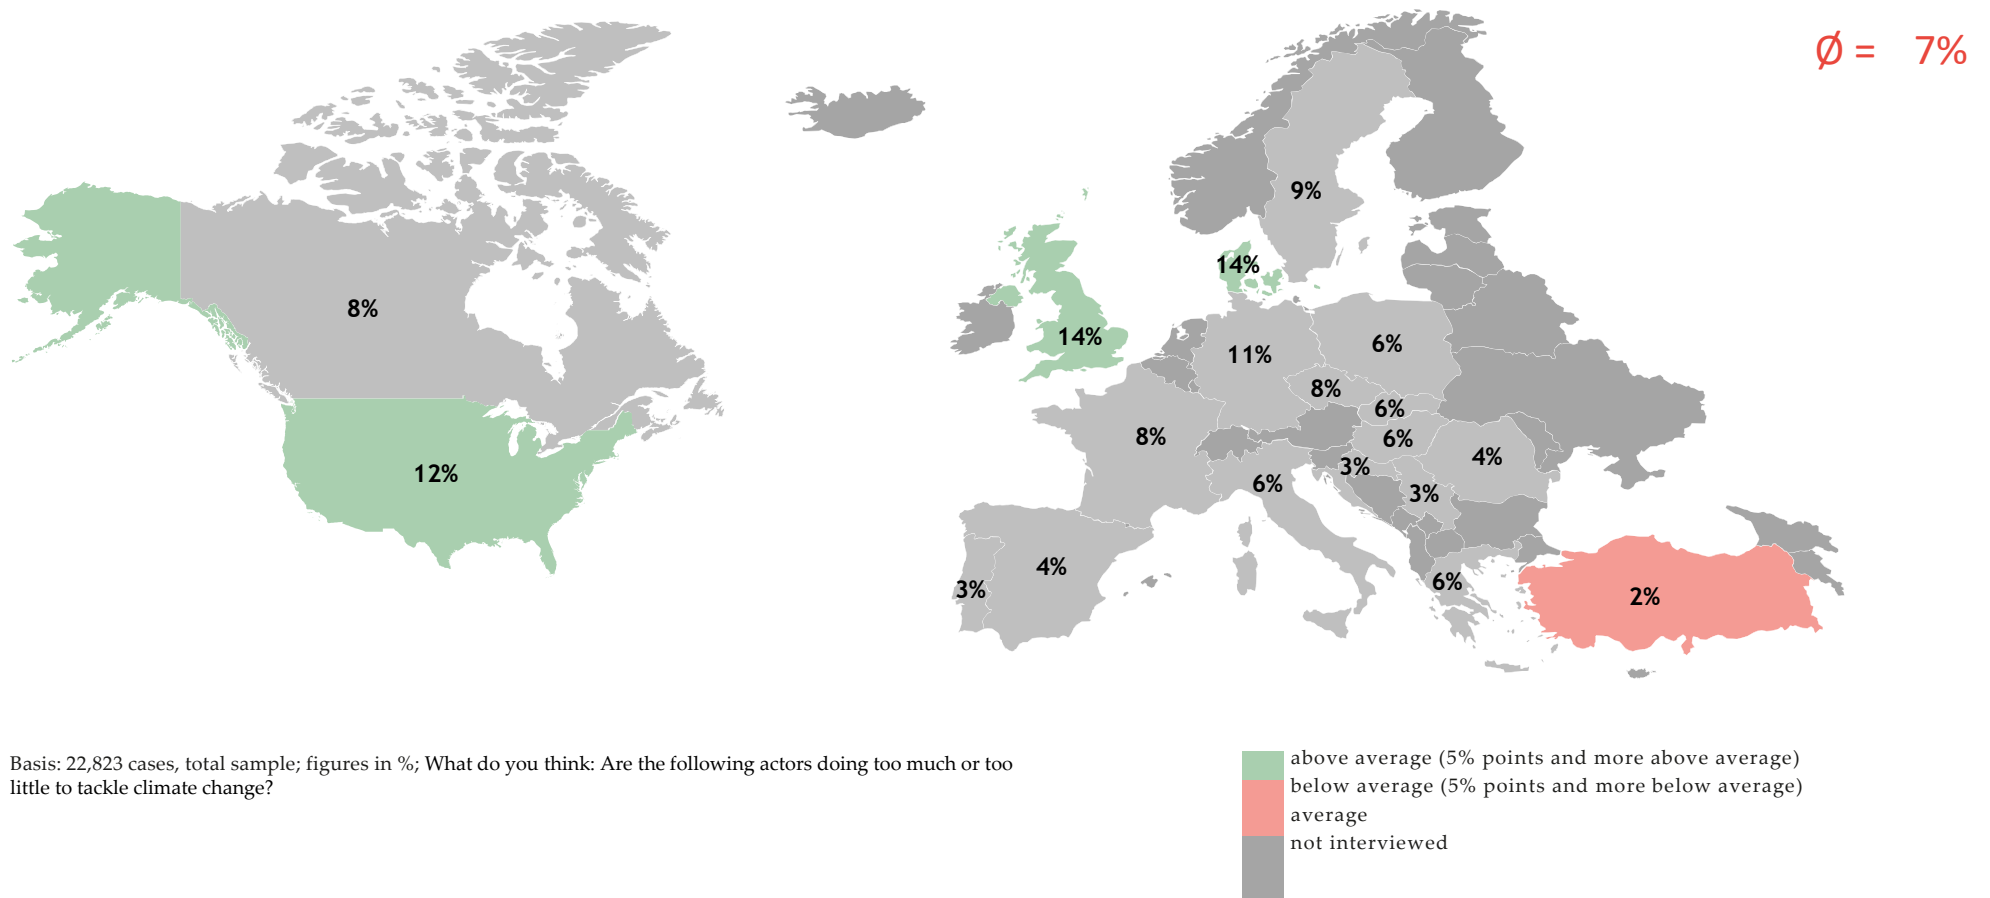 Ø = 7%
9%
14%
8%
14%
11%
6%
8%
6%
8%
6%
4%
12%
3%
6%
3%
4%
3%
6%
2%
Basis: 22,823 cases, total sample; figures in %; What do you think: Are the following actors doing too much or too
little to tackle climate change?
above average (5% points and more above average)
below average (5% points and more below average)
average
not interviewed